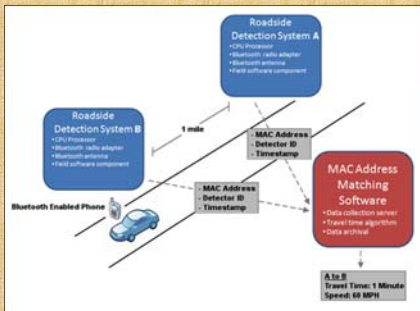 Roadside
Detection System A
• CPU Processor
• Bluetooth radio adapter
• Bluetooth antenna
• Field software component
Roadside
Detection System B
• CPU Processor
• Bluetooth radio adapter
• Bluetooth antenna
• Field software component
1 mile
- MAC Address
- Detector ID
- Timestamp
- MAC Address
- Detector ID
- Timestamp
Bluetooth Enabled Phone
MAC Address
Matching
Software
• Data collection server
• Travel time algorithm
• Data archival
A to B
Travel Time: 1 Minute
Speed: 60 MPH